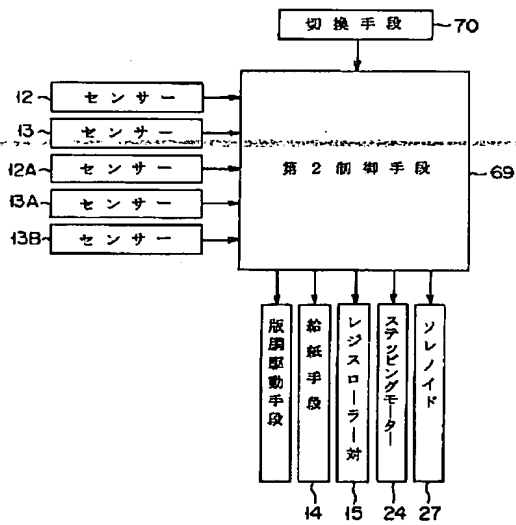 切換手段
70
12
センサー
13
センサー
12A
センサー
第2制御手段
69
13A
センサー
13B
センサー
版胴駆動手段
給紙手段
レジストローラー対
ステッピングモーター
ソレノイド
14
15
24
27